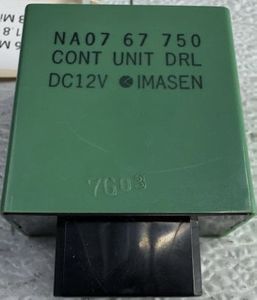 NA07 67 750
CONT UNIT DRL
DC12V IMASEN
7G03